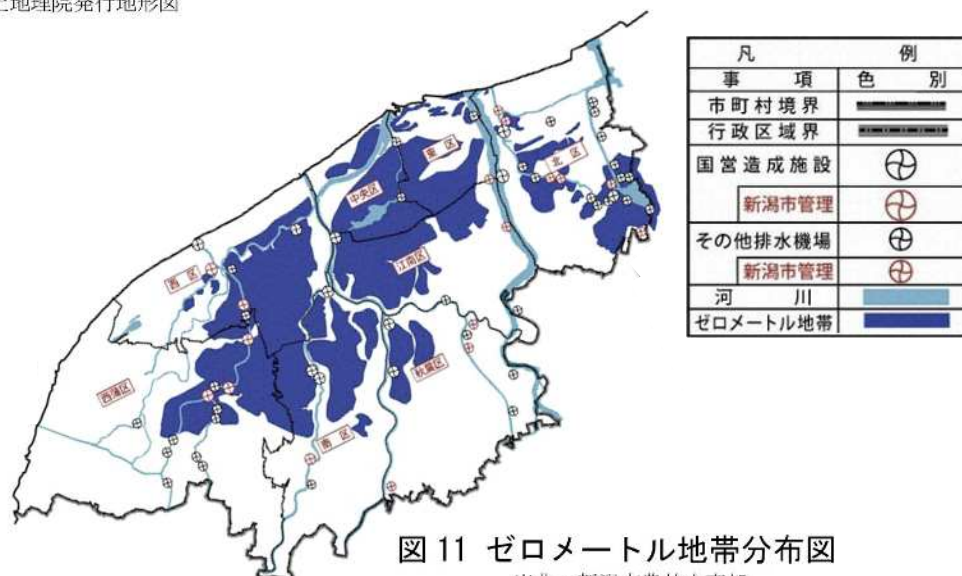 土地理院発行地形図
凡 例
事 項 色 別
市町村境界
行政区域界
国営造成施設
新潟市管理
その他排水機場
新潟市管理
河 川
ゼロメートル地帯
東 区
北 区
中央区
江南区
西 区
秋葉区
西蒲区
南 区
図11 ゼロメートル地帯分布図